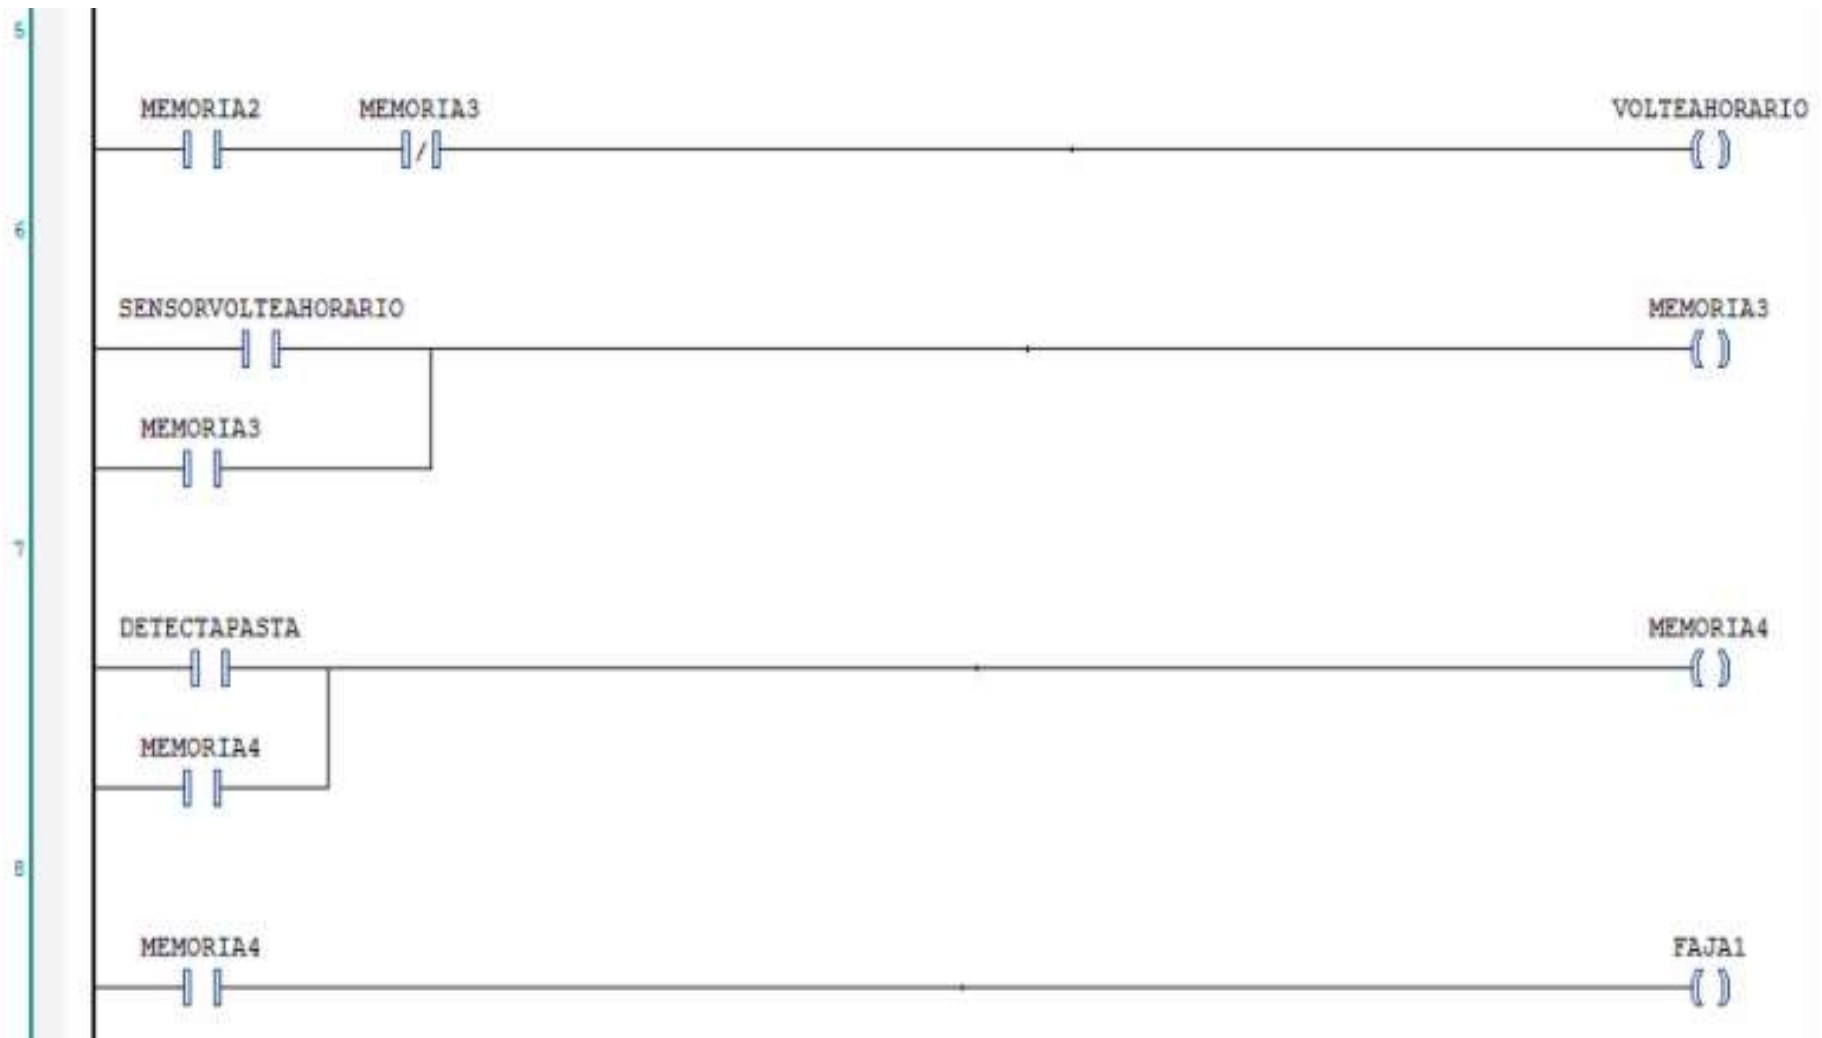 5
MEMORIA2 MEMORIA3 VOLTEAHORARIO
6
SENSORVOLTEAHORARIO MEMORIA3
MEMORIA3
7
DETECTAPASTA MEMORIA4
MEMORIA4
8
MEMORIA4 FAJA1